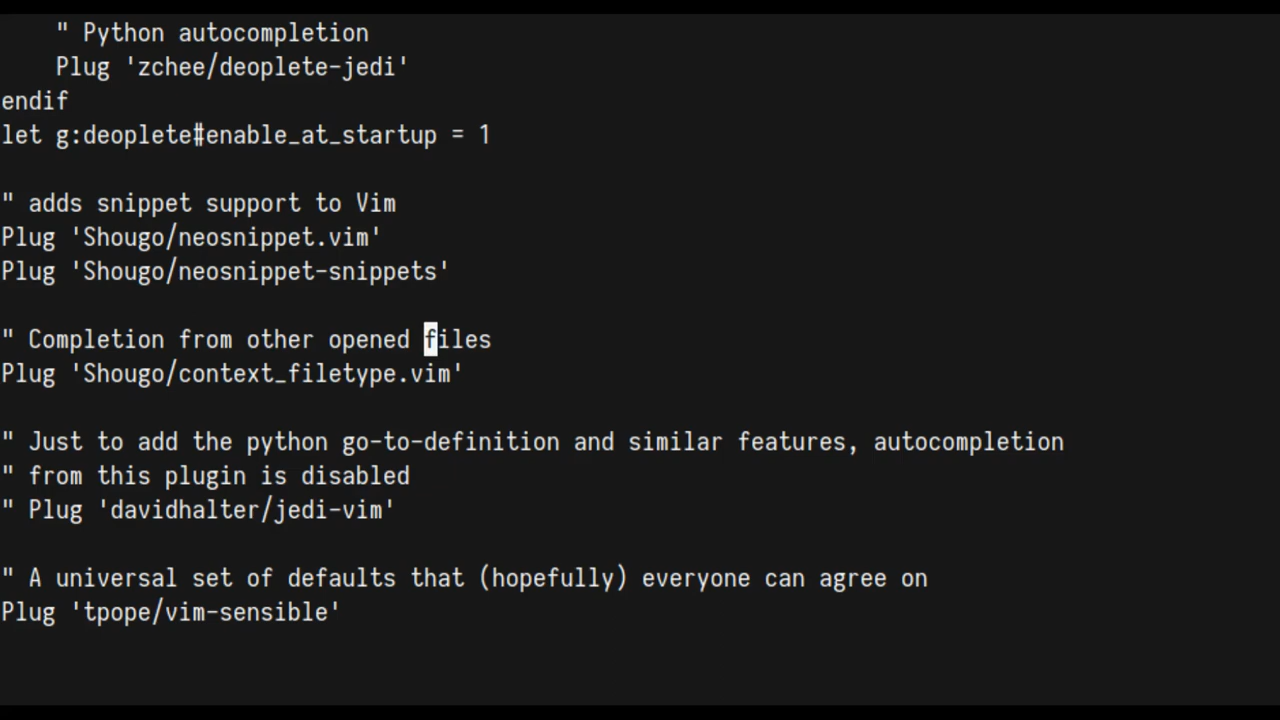 " Python autocompletion
Plug 'zchee/deoplete-jedi'
endif
let g:deoplete#enable_at_startup = 1
" adds snippet support to Vim
Plug 'Shougo/neosnippet.vim'
Plug 'Shougo/neosnippet-snippets'
" Completion from other opened files
Plug 'Shougo/context_filetype.vim'
" Just to add the python go-to-definition and similar features, autocompletion
" from this plugin is disabled
" Plug 'davidhalter/jedi-vim'
" A universal set of defaults that (hopefully) everyone can agree on
Plug 'tpope/vim-sensible'